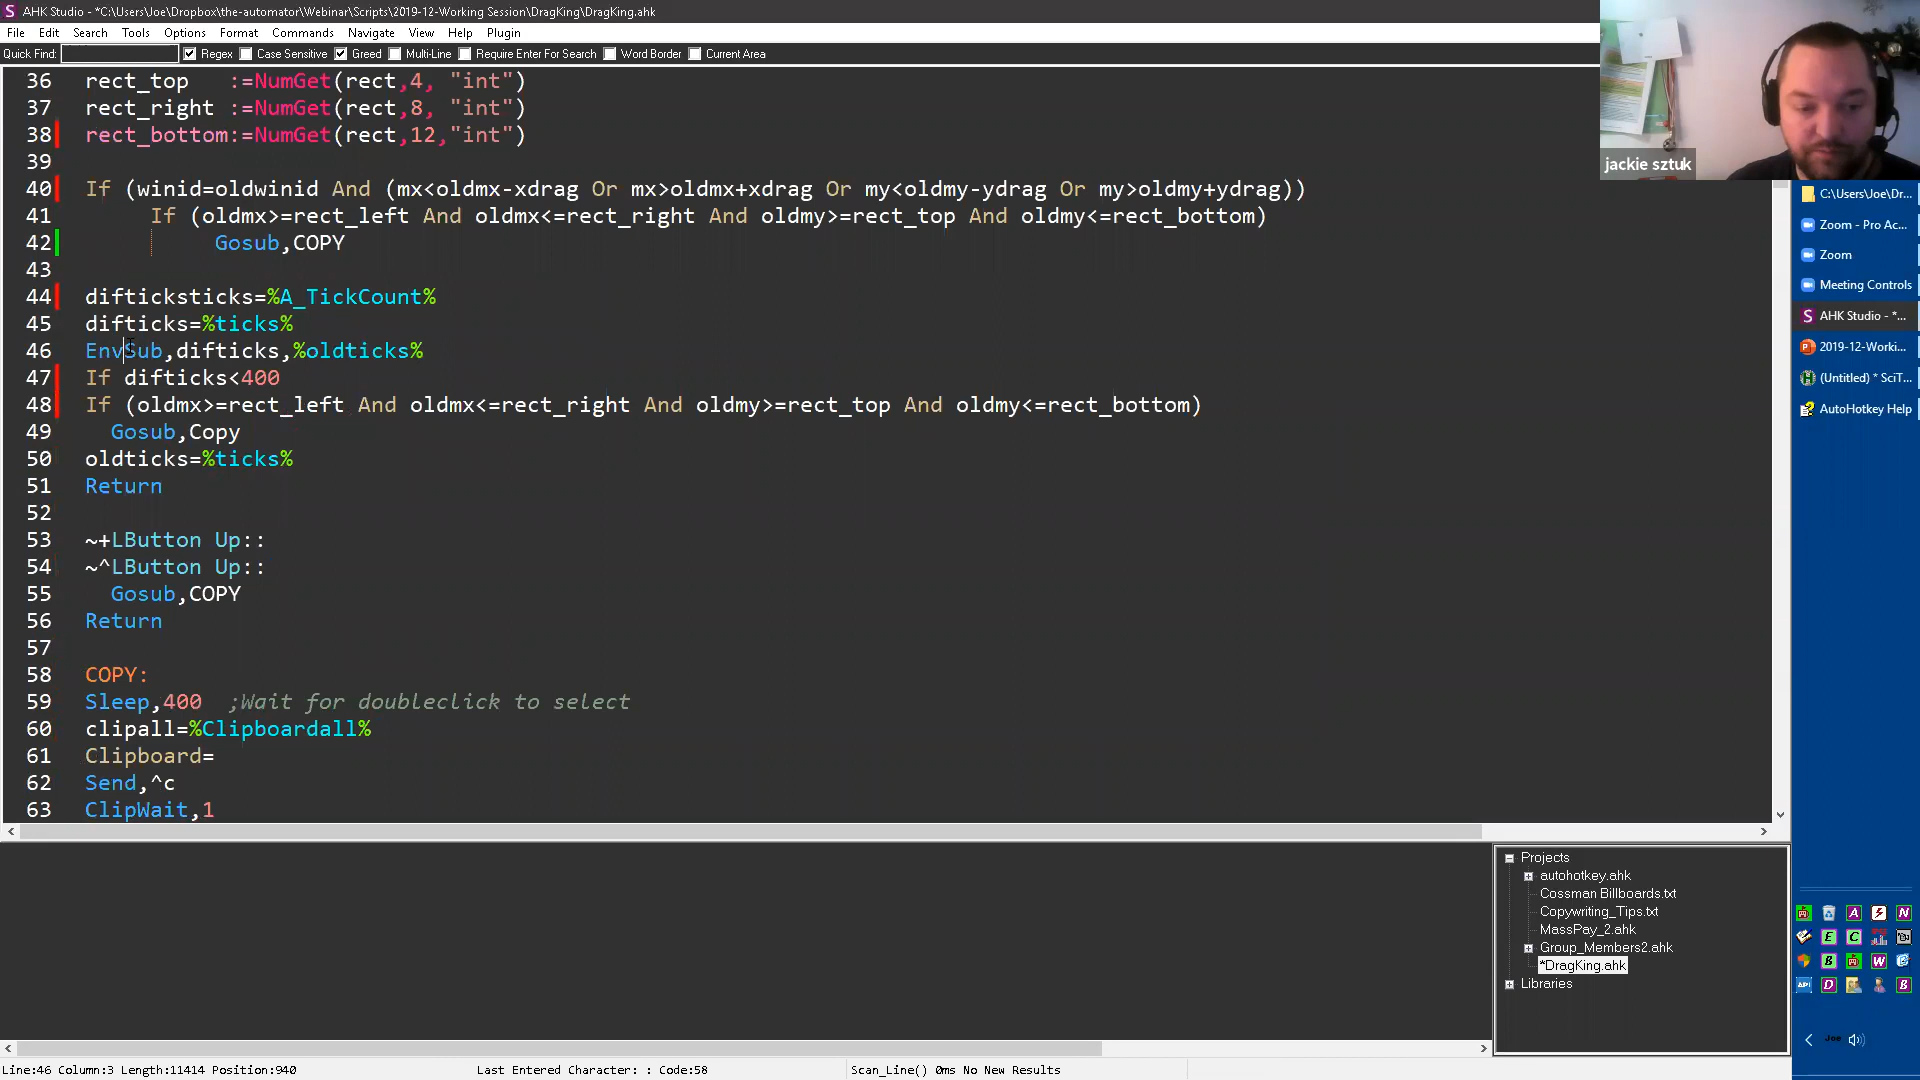 AHK Studio - *C:\Users\Joe\Dropbox\the-automator\Webinar\Scripts\2019-12-Working Session\DragKing\DragKing.ahk
File Edit Search Tools Options Format Commands Navigate View Help Plugin
Quick Find: Regex Case Sensitive Greed Multi-Line Require Enter For Search Word Border Current Area
36 rect_top :=NumGet(rect,4, "int")
37 rect_right :=NumGet(rect,8, "int")
38 rect_bottom:=NumGet(rect,12,"int")
39
40 If (winid=oldwinid And (mx<oldmx-xdrag Or mx>oldmx+xdrag Or my<oldmy-ydrag Or my>oldmy+ydrag))
41 If (oldmx>=rect_left And oldmx<=rect_right And oldmy>=rect_top And oldmy<=rect_bottom)
42 Gosub,COPY
43
44 difticksticks=%A_TickCount%
45 difticks=%ticks%
46 EnvSub,difticks,%oldticks%
47 If difticks<400
48 If (oldmx>=rect_left And oldmx<=rect_right And oldmy>=rect_top And oldmy<=rect_bottom)
49 Gosub,Copy
50 oldticks=%ticks%
51 Return
52
53 ~+LButton Up::
54 ~^LButton Up::
55 Gosub,COPY
56 Return
57
58 COPY:
59 Sleep,400 ;Wait for doubleclick to select
60 clipall=%Clipboardall%
61 Clipboard=
62 Send,^c
63 ClipWait,1
jackie sztuk
C:\Users\Joe\Dr...
Zoom - Pro Ac...
Zoom
Meeting Controls
AHK Studio - *...
2019-12-Worki...
(Untitled) * SciT...
AutoHotkey Help
Projects
autohotkey.ahk
Cossman Billboards.txt
Copywriting_Tips.txt
MassPay_2.ahk
Group_Members2.ahk
*DragKing.ahk
Libraries
A N
E C
B W
API D B
Joe
Line:46 Column:3 Length:11414 Position:940 Last Entered Character: : Code:58 Scan_Line() 0ms No New Results